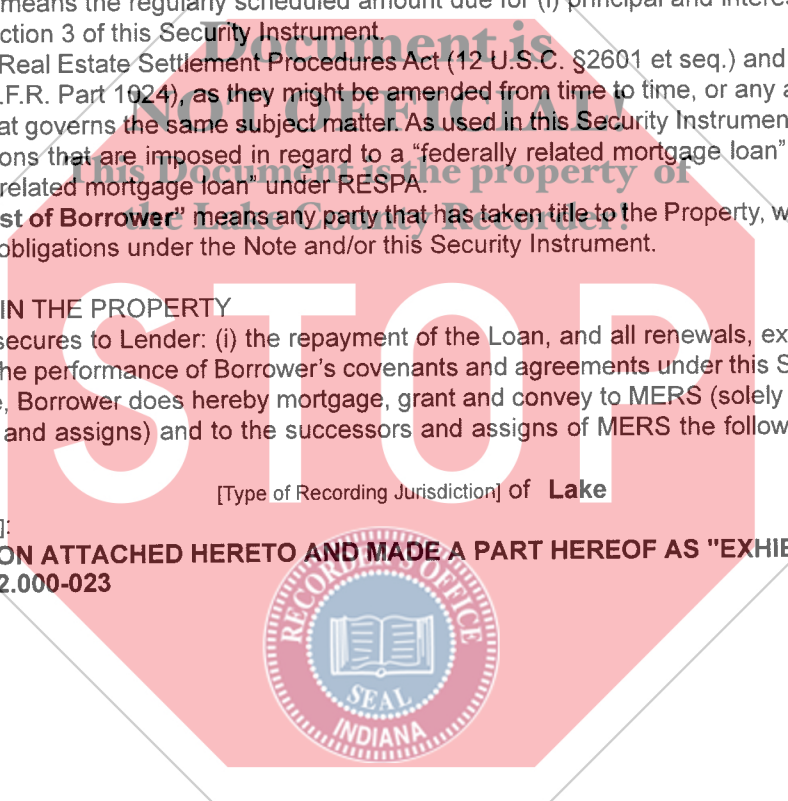 means the regularly scheduled amount due for (i) principal and interes
ction 3 of this Security Instrument.
Document is
Real Estate Settlement Procedures Act (12 U.S.C. §2601 et seq.) and
.F.R. Part 1024), as they might be amended from time to time, or any a
NOT OFFICIAL!
at governs the same subject matter. As used in this Security Instrumen
ons that are imposed in regard to a “federally related mortgage loan”
This Document is the property of
related mortgage loan” under RESPA.
st of Borrower” means any party that has taken title to the Property, w
the Lake County Recorder!
obligations under the Note and/or this Security Instrument.
IN THE PROPERTY
secures to Lender: (i) the repayment of the Loan, and all renewals, ex
he performance of Borrower’s covenants and agreements under this S
e, Borrower does hereby mortgage, grant and convey to MERS (solely
and assigns) and to the successors and assigns of MERS the follow
STOP
[Type of Recording Jurisdiction] of Lake
]:
ON ATTACHED HERETO AND MADE A PART HEREOF AS "EXHIB
2.000-023
RECORDER'S OFFICE
SEAL
INDIANA